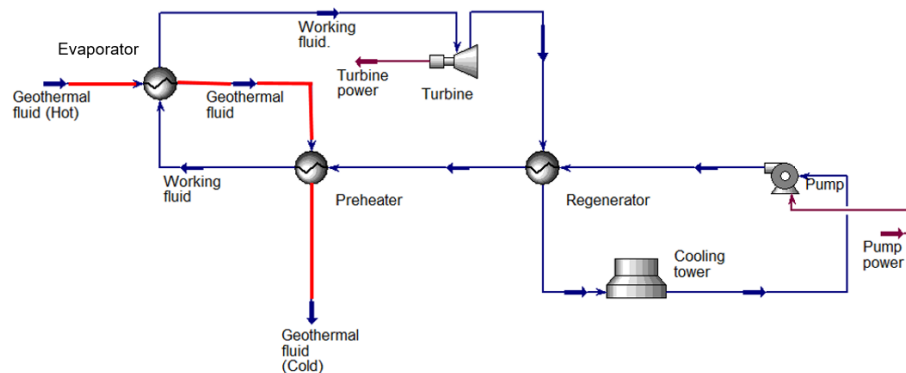 Working
fluid.
Evaporator
Turbine
power
Turbine
Geothermal
fluid (Hot)
Geothermal
fluid
Working
fluid
Preheater
Regenerator
Pump
Pump
power
Cooling
tower
Geothermal
fluid
(Cold)